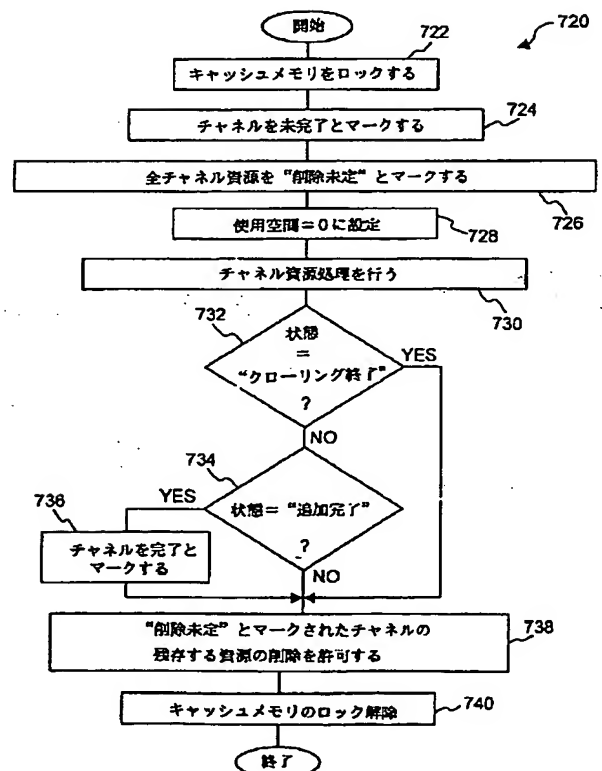 開始
720
722
キャッシュメモリをロックする
724
チャネルを未完了とマークする
全チャネル資源を“削除未定”とマークする
726
使用空間=0に設定
728
チャネル資源処理を行う
730
732
状態
=
“クローリング終了”
?
YES
NO
734
状態=“追加完了”
?
YES
NO
736
チャネルを完了と
マークする
“削除未定”とマークされたチャネルの
残存する資源の削除を許可する
738
キャッシュメモリのロック解除
740
終了